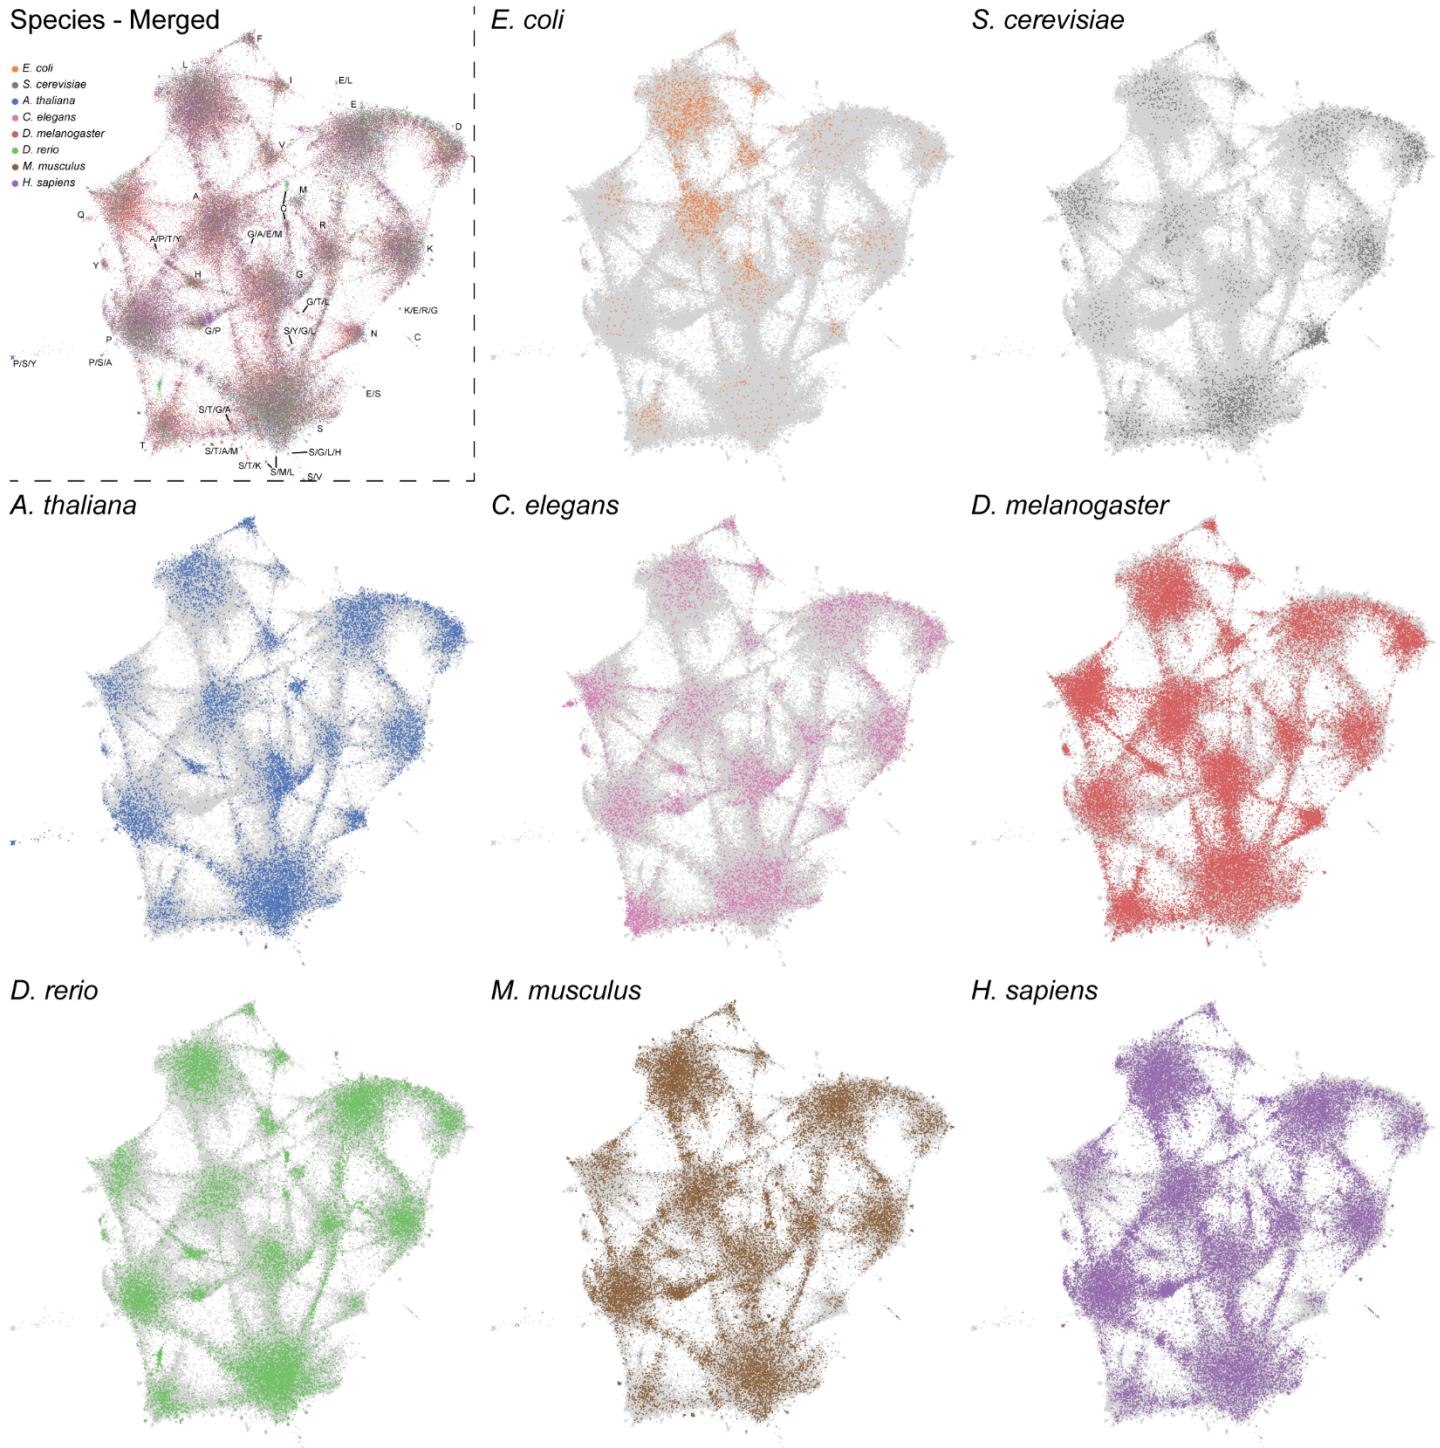 Species - Merged
E. coli
S. cerevisiae
E. coli
S. cerevisiae
A. thaliana
C. elegans
D. melanogaster
D. rerio
M. musculus
H. sapiens
F
L
I
E/L
E
D
V
A
M
C
Q
R
G/A/E/M
A/P/T/Y
K
Y
H
G
G/T/L
K/E/R/G
G/P
S/Y/G/L
N
P
C
P/S/Y
P/S/A
E/S
S/T/G/A
S
T
S/T/A/M
S/G/L/H
S/T/K
S/M/L
S/V
A. thaliana
C. elegans
D. melanogaster
D. rerio
M. musculus
H. sapiens